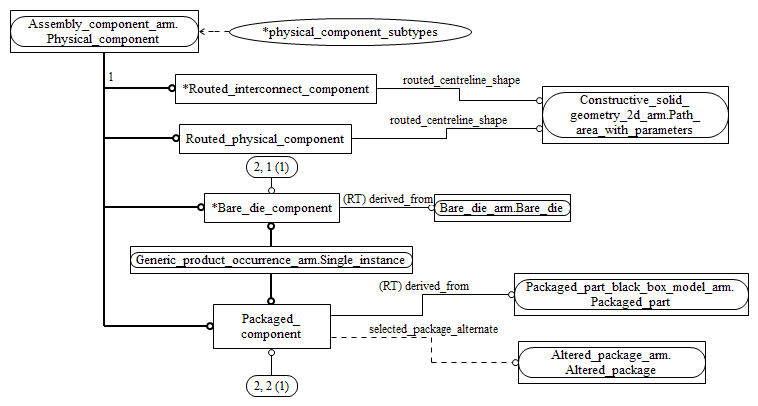 Assembly_component_arm.
Physical_component
*physical_component_subtypes
1
*Routed_interconnect_component
routed_centreline_shape
Constructive_solid_
geometry_2d_arm.Path_
area_with_parameters
Routed_physical_component
routed_centreline_shape
2, 1 (1)
*Bare_die_component
(RT) derived_from
Bare_die_arm.Bare_die
Generic_product_occurrence_arm.Single_instance
Packaged_
component
(RT) derived_from
Packaged_part_black_box_model_arm.
Packaged_part
selected_package_alternate
Altered_package_arm.
Altered_package
2, 2 (1)